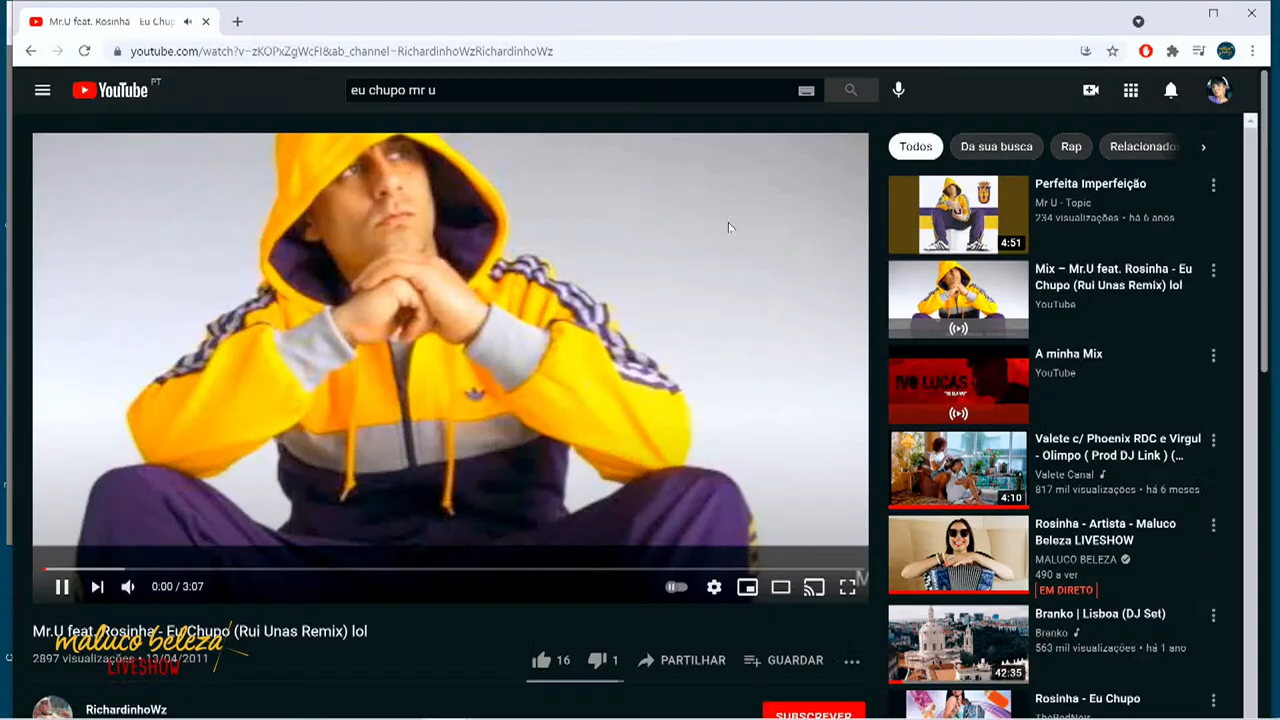 Mr.U feat. Rosinha - Eu Chup
youtube.com/watch?v=zKOPxZgWcFI&ab_channel=RichardinhoWzRichardinhoWz
YouTube
PT
eu chupo mr u
Todos
Da sua busca
Rap
Relacionado
Perfeita Imperfeição
Mr U - Topic
234 visualizações • há 6 anos
4:51
Mix – Mr.U feat. Rosinha - Eu
Chupo (Rui Unas Remix) lol
YouTube
A minha Mix
YouTube
IVO LUCAS
Valete c/ Phoenix RDC e Virgul
- Olimpo ( Prod DJ Link ) (…
Valete Canal
817 mil visualizações • há 6 meses
4:10
Rosinha - Artista - Maluco
Beleza LIVESHOW
MALUCO BELEZA
490 a ver
EM DIRETO
Branko | Lisboa (DJ Set)
Branko
563 mil visualizações • há 1 ano
42:35
Rosinha - Eu Chupo
0:00 / 3:07
Mr.U feat. Rosinha - Eu Chupo (Rui Unas Remix) lol
maluco beleza
LIVESHOW
2897 visualizações • 13/04/2011
16
1
PARTILHAR
GUARDAR
RichardinhoWz
SUBSCREVER